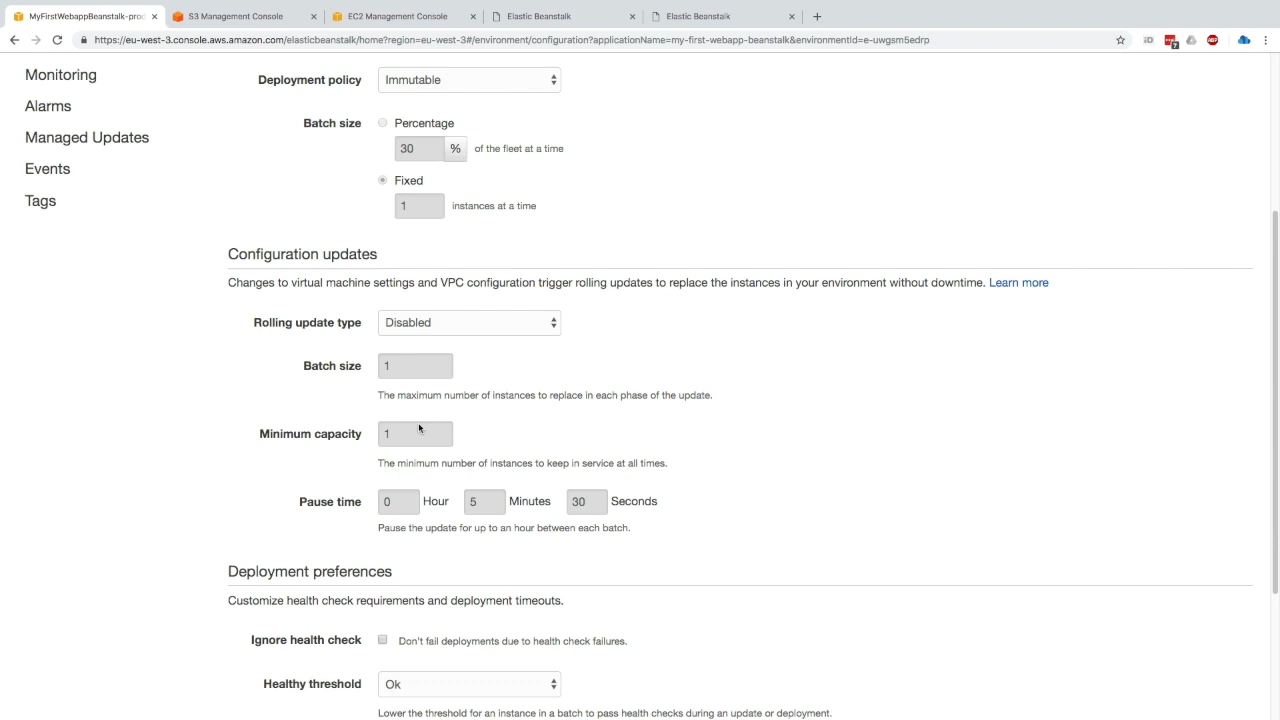 MyFirstWebappBeanstalk-prod
S3 Management Console
EC2 Management Console
Elastic Beanstalk
Elastic Beanstalk
https://eu-west-3.console.aws.amazon.com/elasticbeanstalk/home?region=eu-west-3#/environment/configuration?applicationName=my-first-webapp-beanstalk&environmentId=e-uwgsm5edrp
Monitoring
Alarms
Managed Updates
Events
Tags
Deployment policy Immutable
Batch size Percentage
30 % of the fleet at a time
Fixed
1 instances at a time
Configuration updates
Changes to virtual machine settings and VPC configuration trigger rolling updates to replace the instances in your environment without downtime. Learn more
Rolling update type Disabled
Batch size 1
The maximum number of instances to replace in each phase of the update.
Minimum capacity 1
The minimum number of instances to keep in service at all times.
Pause time 0 Hour 5 Minutes 30 Seconds
Pause the update for up to an hour between each batch.
Deployment preferences
Customize health check requirements and deployment timeouts.
Ignore health check Don't fail deployments due to health check failures.
Healthy threshold Ok
Lower the threshold for an instance in a batch to pass health checks during an update or deployment.